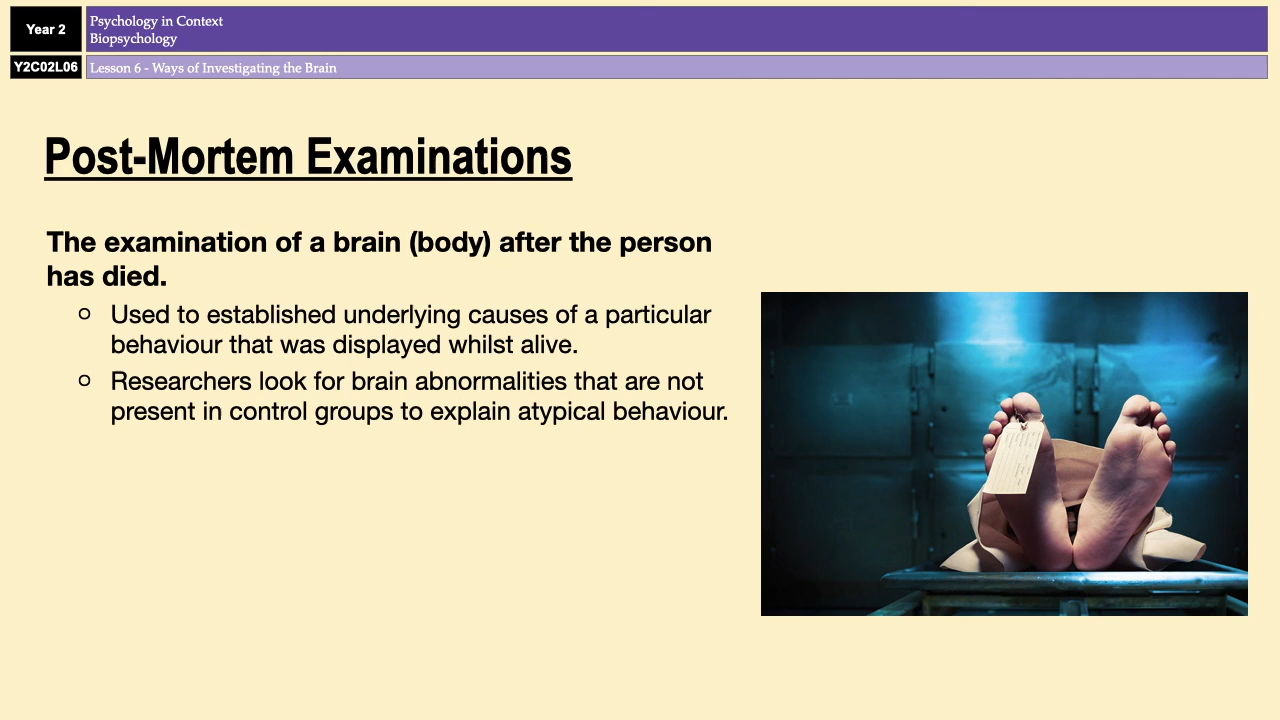 Year 2
Psychology in Context
Biopsychology
Y2C02L06
Lesson 6 - Ways of Investigating the Brain
Post-Mortem Examinations
The examination of a brain (body) after the person
has died.
Used to established underlying causes of a particular
behaviour that was displayed whilst alive.
Researchers look for brain abnormalities that are not
present in control groups to explain atypical behaviour.